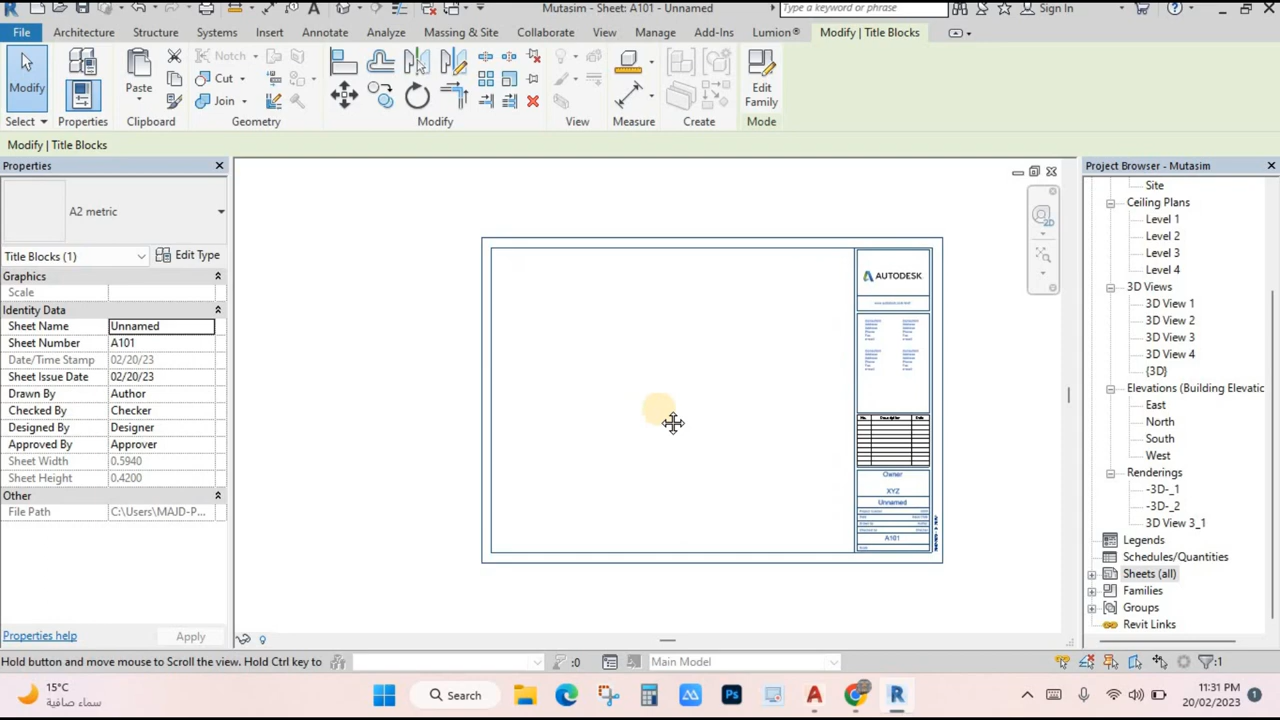 Mutasim - Sheet: A101 - Unnamed
Type a keyword or phrase
Sign In
File
Architecture
Structure
Systems
Insert
Annotate
Analyze
Massing & Site
Collaborate
View
Manage
Add-Ins
Lumion®
Modify | Title Blocks
Modify
Paste
Notch
Cut
Join
Edit
Family
Select
Properties
Clipboard
Geometry
Modify
View
Measure
Create
Mode
Modify | Title Blocks
Properties
A2 metric
Title Blocks (1)
Edit Type
Graphics
Scale
Identity Data
Sheet Name Unnamed
Sheet Number A101
Date/Time Stamp 02/20/23
Sheet Issue Date 02/20/23
Drawn By Author
Checked By Checker
Designed By Designer
Approved By Approver
Sheet Width 0.5940
Sheet Height 0.4200
Other
File Path C:\Users\MAJD-P
Properties help
Apply
AUTODESK
No.
Description
Date
Owner
XYZ
Unnamed
A101
2D
Project Browser - Mutasim
Site
Ceiling Plans
Level 1
Level 2
Level 3
Level 4
3D Views
3D View 1
3D View 2
3D View 3
3D View 4
{3D}
Elevations (Building Elevatio
East
North
South
West
Renderings
-3D-_1
-3D-_2
3D View 3_1
Legends
Schedules/Quantities
Sheets (all)
Families
Groups
Revit Links
Hold button and move mouse to Scroll the view. Hold Ctrl key to
:0
Main Model
:1
15°C
سماء صافية
Search
Ps
11:31 PM
20/02/2023